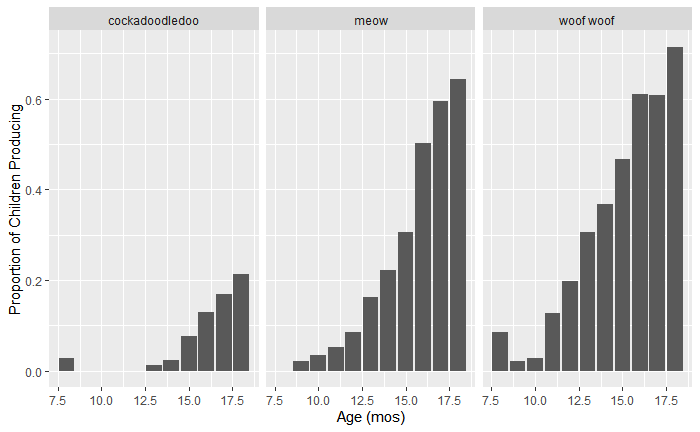 cockadoodledoo meow woof woof
Proportion of Children Producing
0.6
0.4
0.2
0.0
7.5 10.0 12.5 15.0 17.5 7.5 10.0 12.5 15.0 17.5 7.5 10.0 12.5 15.0 17.5
Age (mos)